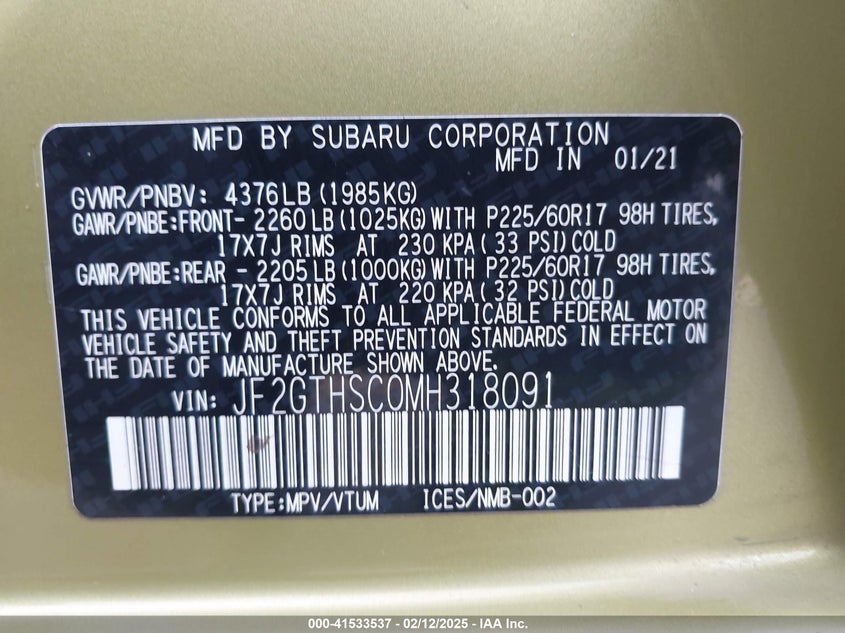 MFD BY SUBARU CORPORATION
MFD IN 01/21
GVWR/PNBV: 4376LB (1985KG)
GAWR/PNBE:FRONT- 2260LB (1025KG) WITH P225/60R17 98H TIRES,
17X7J RIMS AT 230 KPA( 33 PSI)COLD
GAWR/PNBE:REAR - 2205LB (1000KG) WITH P225/60R17 98H TIRES,
17X7J RIMS AT 220 KPA( 32 PSI)COLD
THIS VEHICLE CONFORMS TO ALL APPLICABLE FEDERAL MOTOR
VEHICLE SAFETY AND THEFT PREVENTION STANDARDS IN EFFECT ON
THE DATE OF MANUFACTURE SHOWN ABOVE.
VIN: JF2GTHSC0MH318091
TYPE:MPV/VTUM ICES/NMB-002
000-41533537 - 02/12/2025 - IAA Inc.